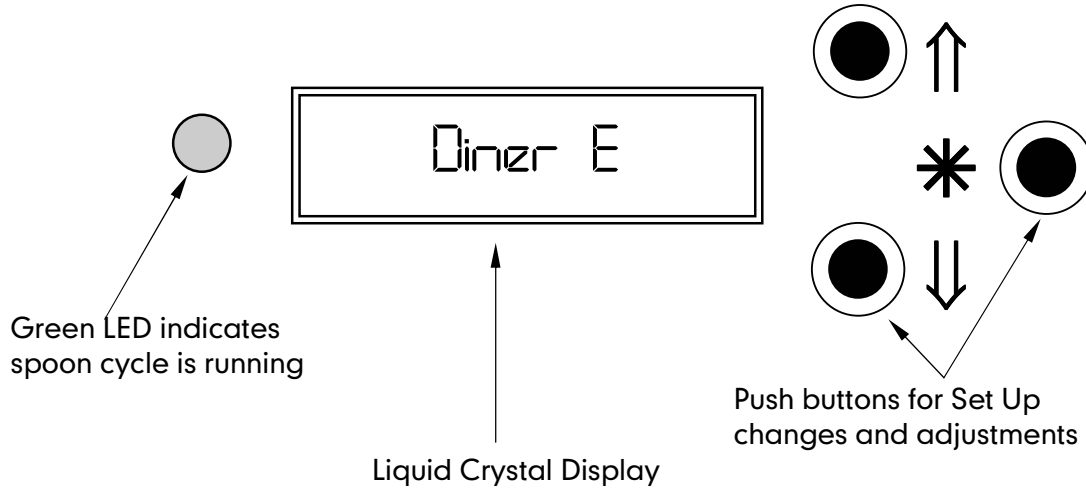 Diner E
Green LED indicates
spoon cycle is running
Push buttons for Set Up
changes and adjustments
Liquid Crystal Display